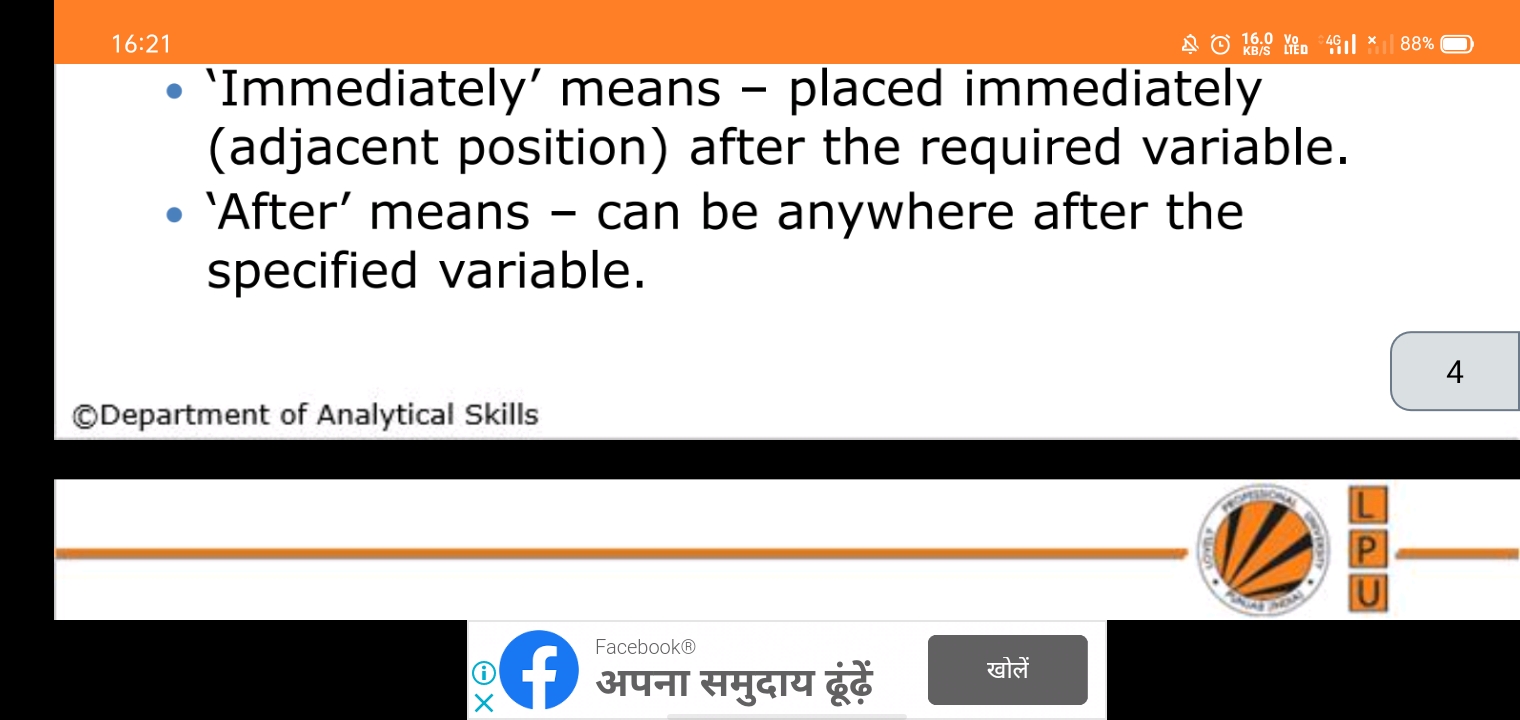 16:21
16.0 KB/S Vo LTE 4G 88%
• ‘Immediately’ means – placed immediately
(adjacent position) after the required variable.
• ‘After’ means – can be anywhere after the
specified variable.
4
©Department of Analytical Skills
LOVELY PROFESSIONAL UNIVERSITY
PUNJAB (INDIA)
L
P
U
Facebook®
अपना समुदाय ढूंढ़ें
खोलें